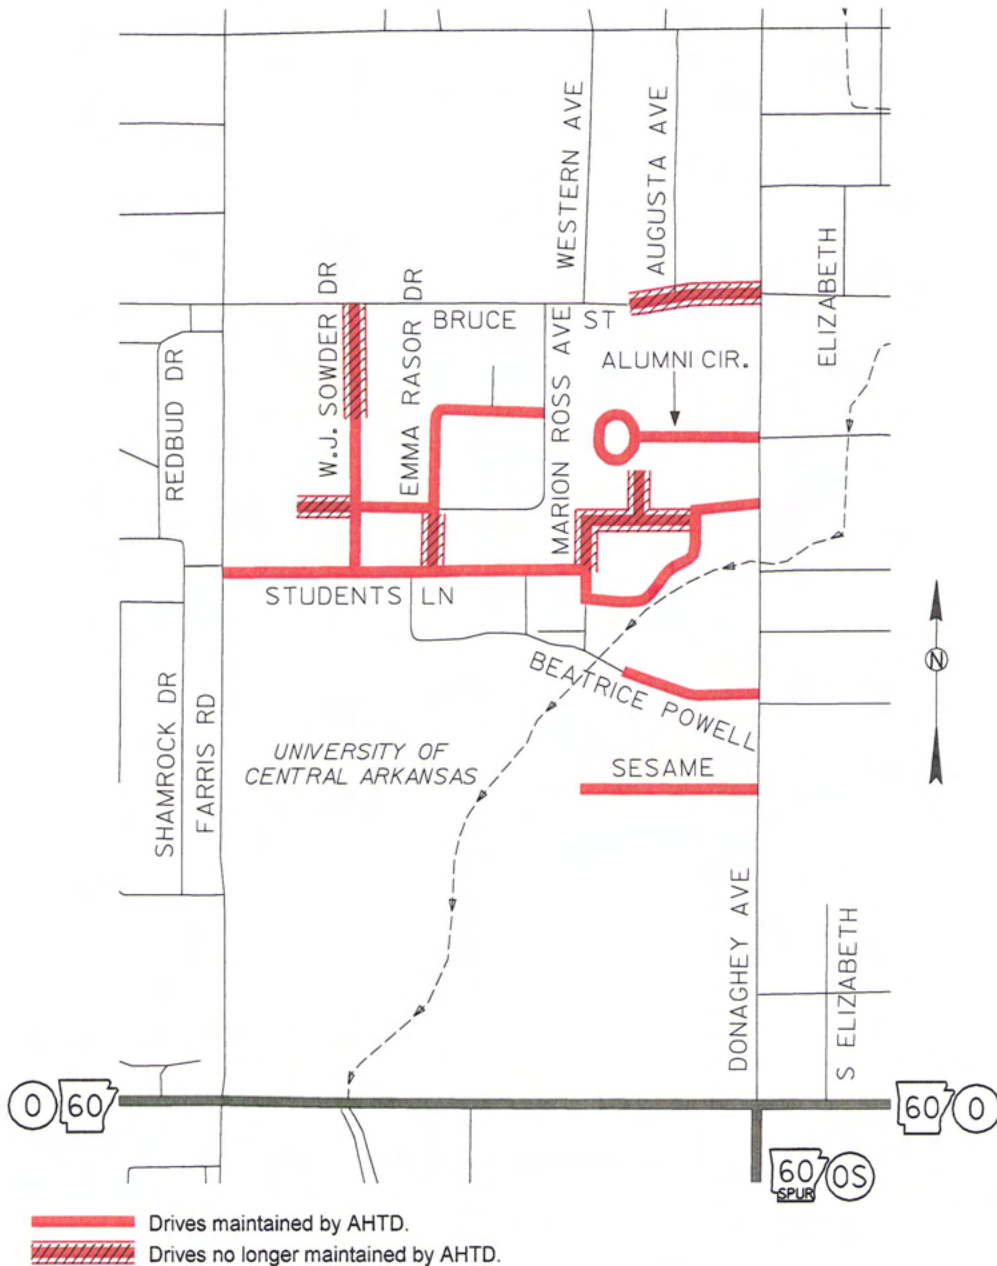 WESTERN AVE
AUGUSTA AVE
ELIZABETH
REDBUD DR
W.J. SOWDER DR
EMMA RASOR DR
BRUCE ST
MARION ROSS AVE
ALUMNI CIR.
STUDENTS LN
N
BEATRICE POWELL
SHAMROCK DR
FARRIS RD
UNIVERSITY OF
CENTRAL ARKANSAS
SESAME
DONAGHEY AVE
S ELIZABETH
O 60
60 O
60 OS
SPUR
Drives maintained by AHTD.
Drives no longer maintained by AHTD.